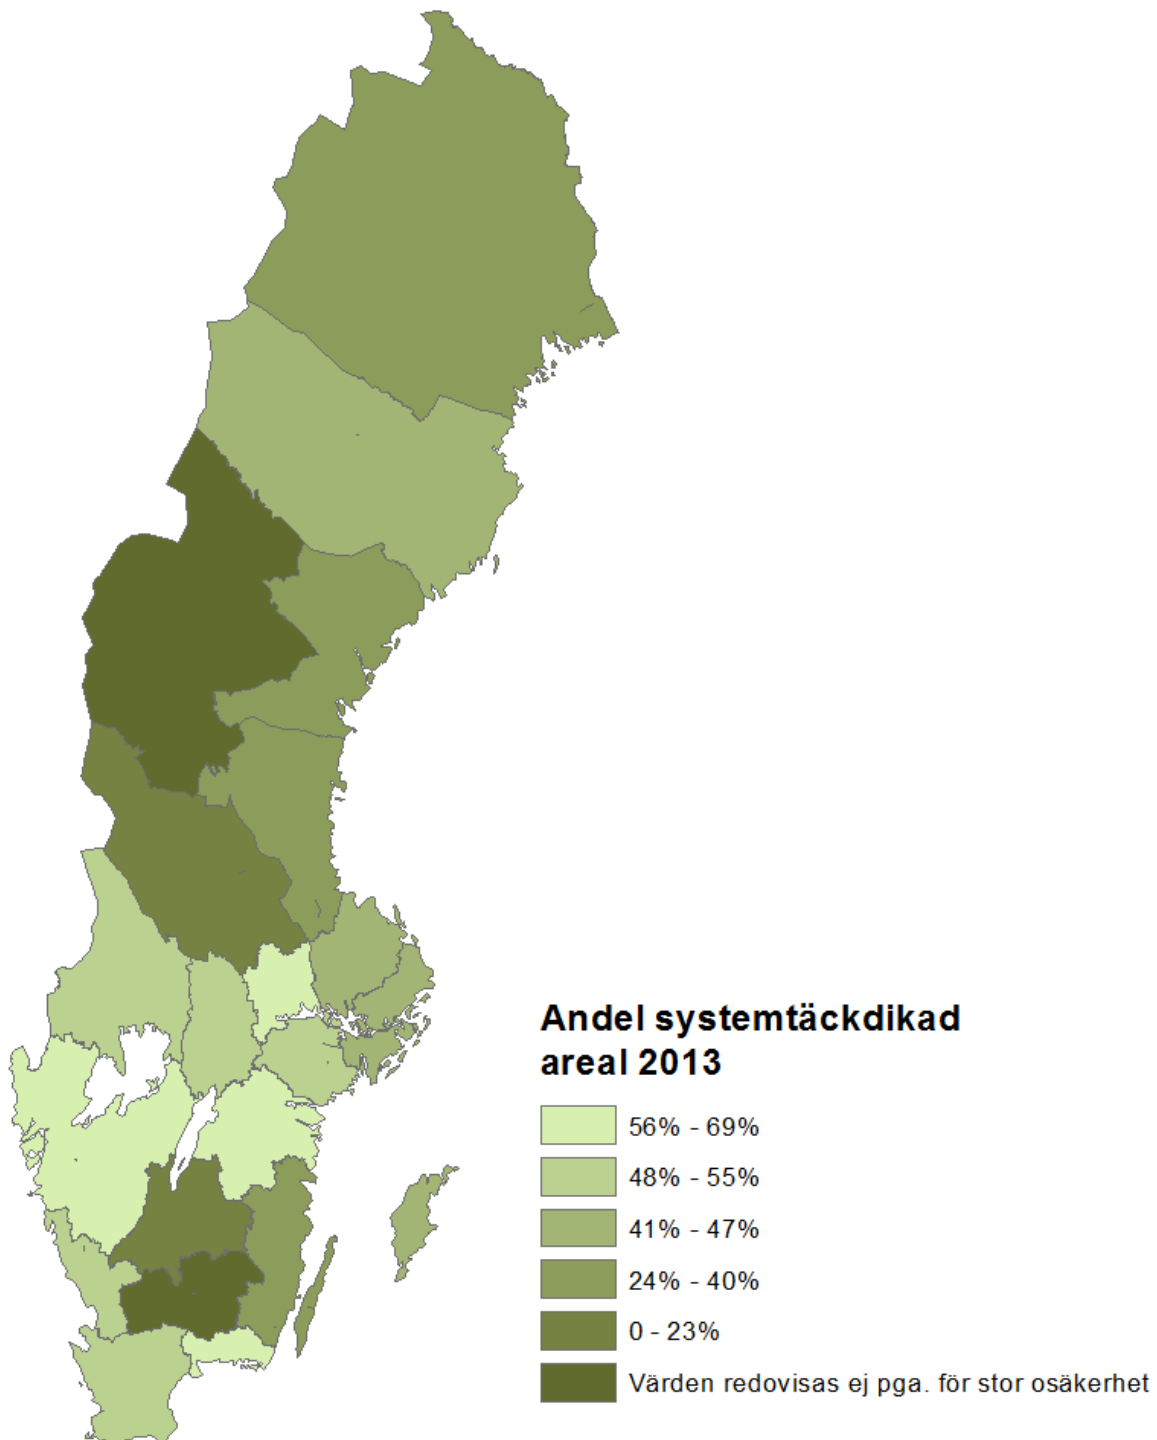 Andel systemtäckdikad
areal 2013
56% - 69%
48% - 55%
41% - 47%
24% - 40%
0 - 23%
Värden redovisas ej pga. för stor osäkerhet